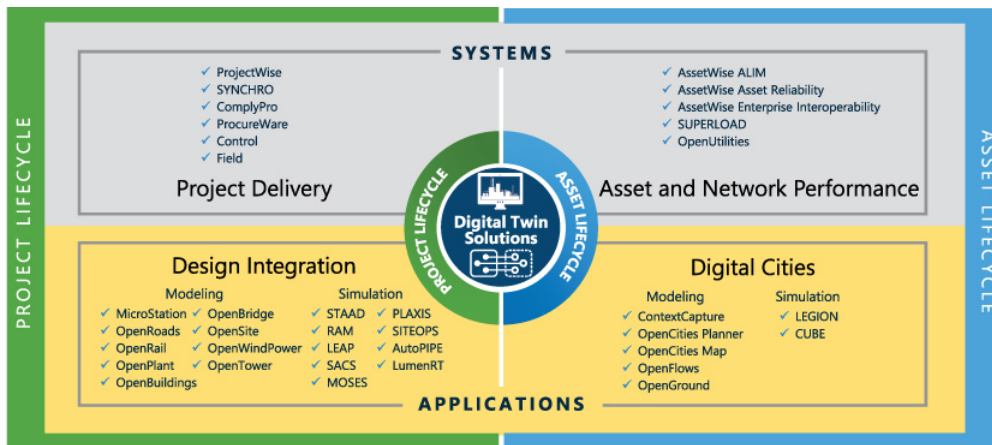 PROJECT LIFECYCLE
SYSTEMS
ProjectWise
SYNCHRO
ComplyPro
ProcureWare
Control
Field
Project Delivery
AssetWise ALIM
AssetWise Asset Reliability
AssetWise Enterprise Interoperability
SUPERLOAD
OpenUtilities
Asset and Network Performance
ASSET LIFECYCLE
PROJECT LIFECYCLE
ASSET LIFECYCLE
Digital Twin
Solutions
Design Integration
Modeling
MicroStation
OpenRoads
OpenRail
OpenPlant
OpenBuildings
OpenBridge
OpenSite
OpenWindPower
OpenTower
Simulation
STAAD
RAM
LEAP
SACS
MOSES
PLAXIS
SITEOPS
AutoPIPE
LumenRT
Digital Cities
Modeling
ContextCapture
OpenCities Planner
OpenCities Map
OpenFlows
OpenGround
Simulation
LEGION
CUBE
APPLICATIONS